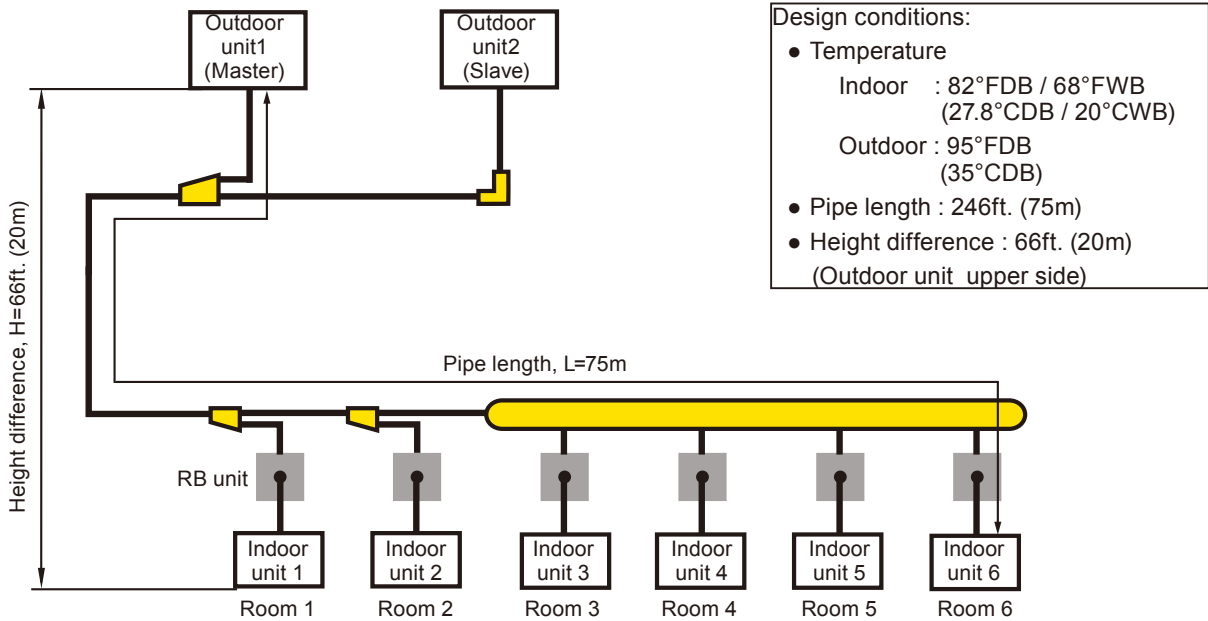 Outdoor
unit1
(Master)
Outdoor
unit2
(Slave)
Design conditions:
● Temperature
Indoor : 82°FDB / 68°FWB
(27.8°CDB / 20°CWB)
Outdoor : 95°FDB
(35°CDB)
● Pipe length : 246ft. (75m)
● Height difference : 66ft. (20m)
(Outdoor unit upper side)
Height difference, H=66ft. (20m)
Pipe length, L=75m
RB unit
Indoor
unit 1
Indoor
unit 2
Indoor
unit 3
Indoor
unit 4
Indoor
unit 5
Indoor
unit 6
Room 1
Room 2
Room 3
Room 4
Room 5
Room 6